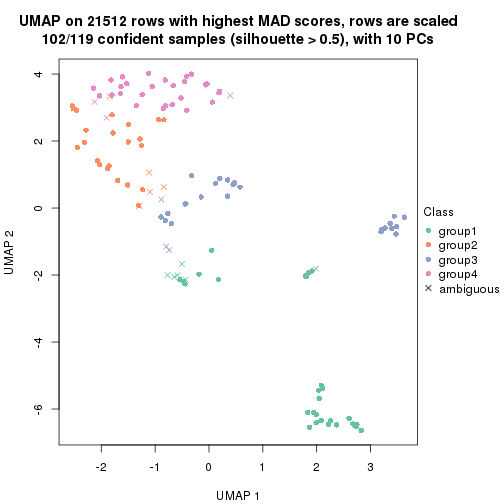 UMAP on 21512 rows with highest MAD scores, rows are scaled
102/119 confident samples (silhouette > 0.5), with 10 PCs
4
2
0
-2
-4
-6
UMAP 2
-2
-1
0
1
2
3
UMAP 1
Class
group1
group2
group3
group4
ambiguous